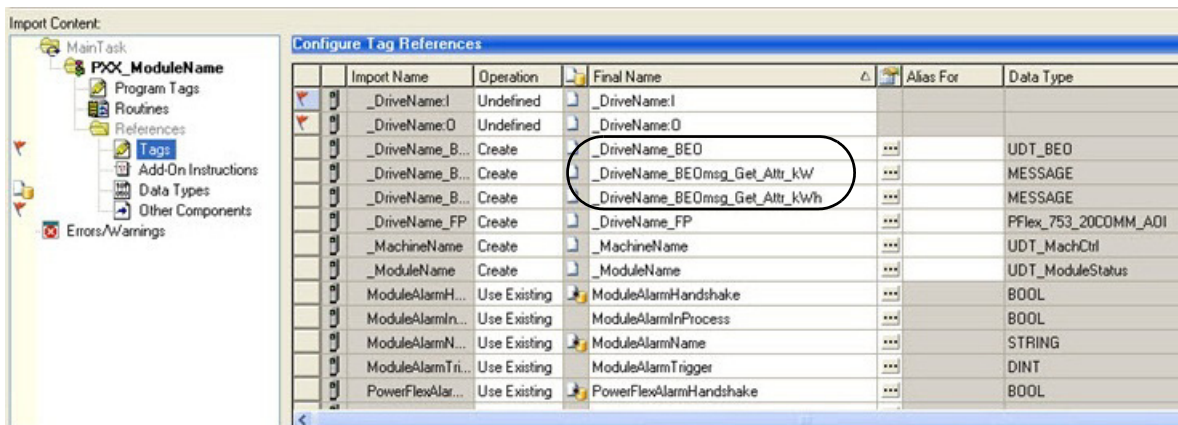 Import Content:
MainTask
PXX_ModuleName
Program Tags
Routines
References
Tags
Add-On Instructions
Data Types
Other Components
Errors/Warnings
Configure Tag References
Import Name Operation Final Name Alias For Data Type
_DriveName:I Undefined _DriveName:I
_DriveName:O Undefined _DriveName:O
_DriveName_B... Create _DriveName_BEO ... UDT_BEO
_DriveName_B... Create _DriveName_BEOmsg_Get_Attr_kW ... MESSAGE
_DriveName_B... Create _DriveName_BEOmsg_Get_Attr_kWh ... MESSAGE
_DriveName_FP Create _DriveName_FP ... PFlex_753_20COMM_AOI
_MachineName Create _MachineName ... UDT_MachCtrl
_ModuleName Create _ModuleName ... UDT_ModuleStatus
ModuleAlarmH... Use Existing ModuleAlarmHandshake ... BOOL
ModuleAlarmIn... Use Existing ModuleAlarmInProcess ... BOOL
ModuleAlarmN... Use Existing ModuleAlarmName ... STRING
ModuleAlarmTri... Use Existing ModuleAlarmTrigger ... DINT
PowerFlexAlar... Use Existing PowerFlexAlarmHandshake ... BOOL